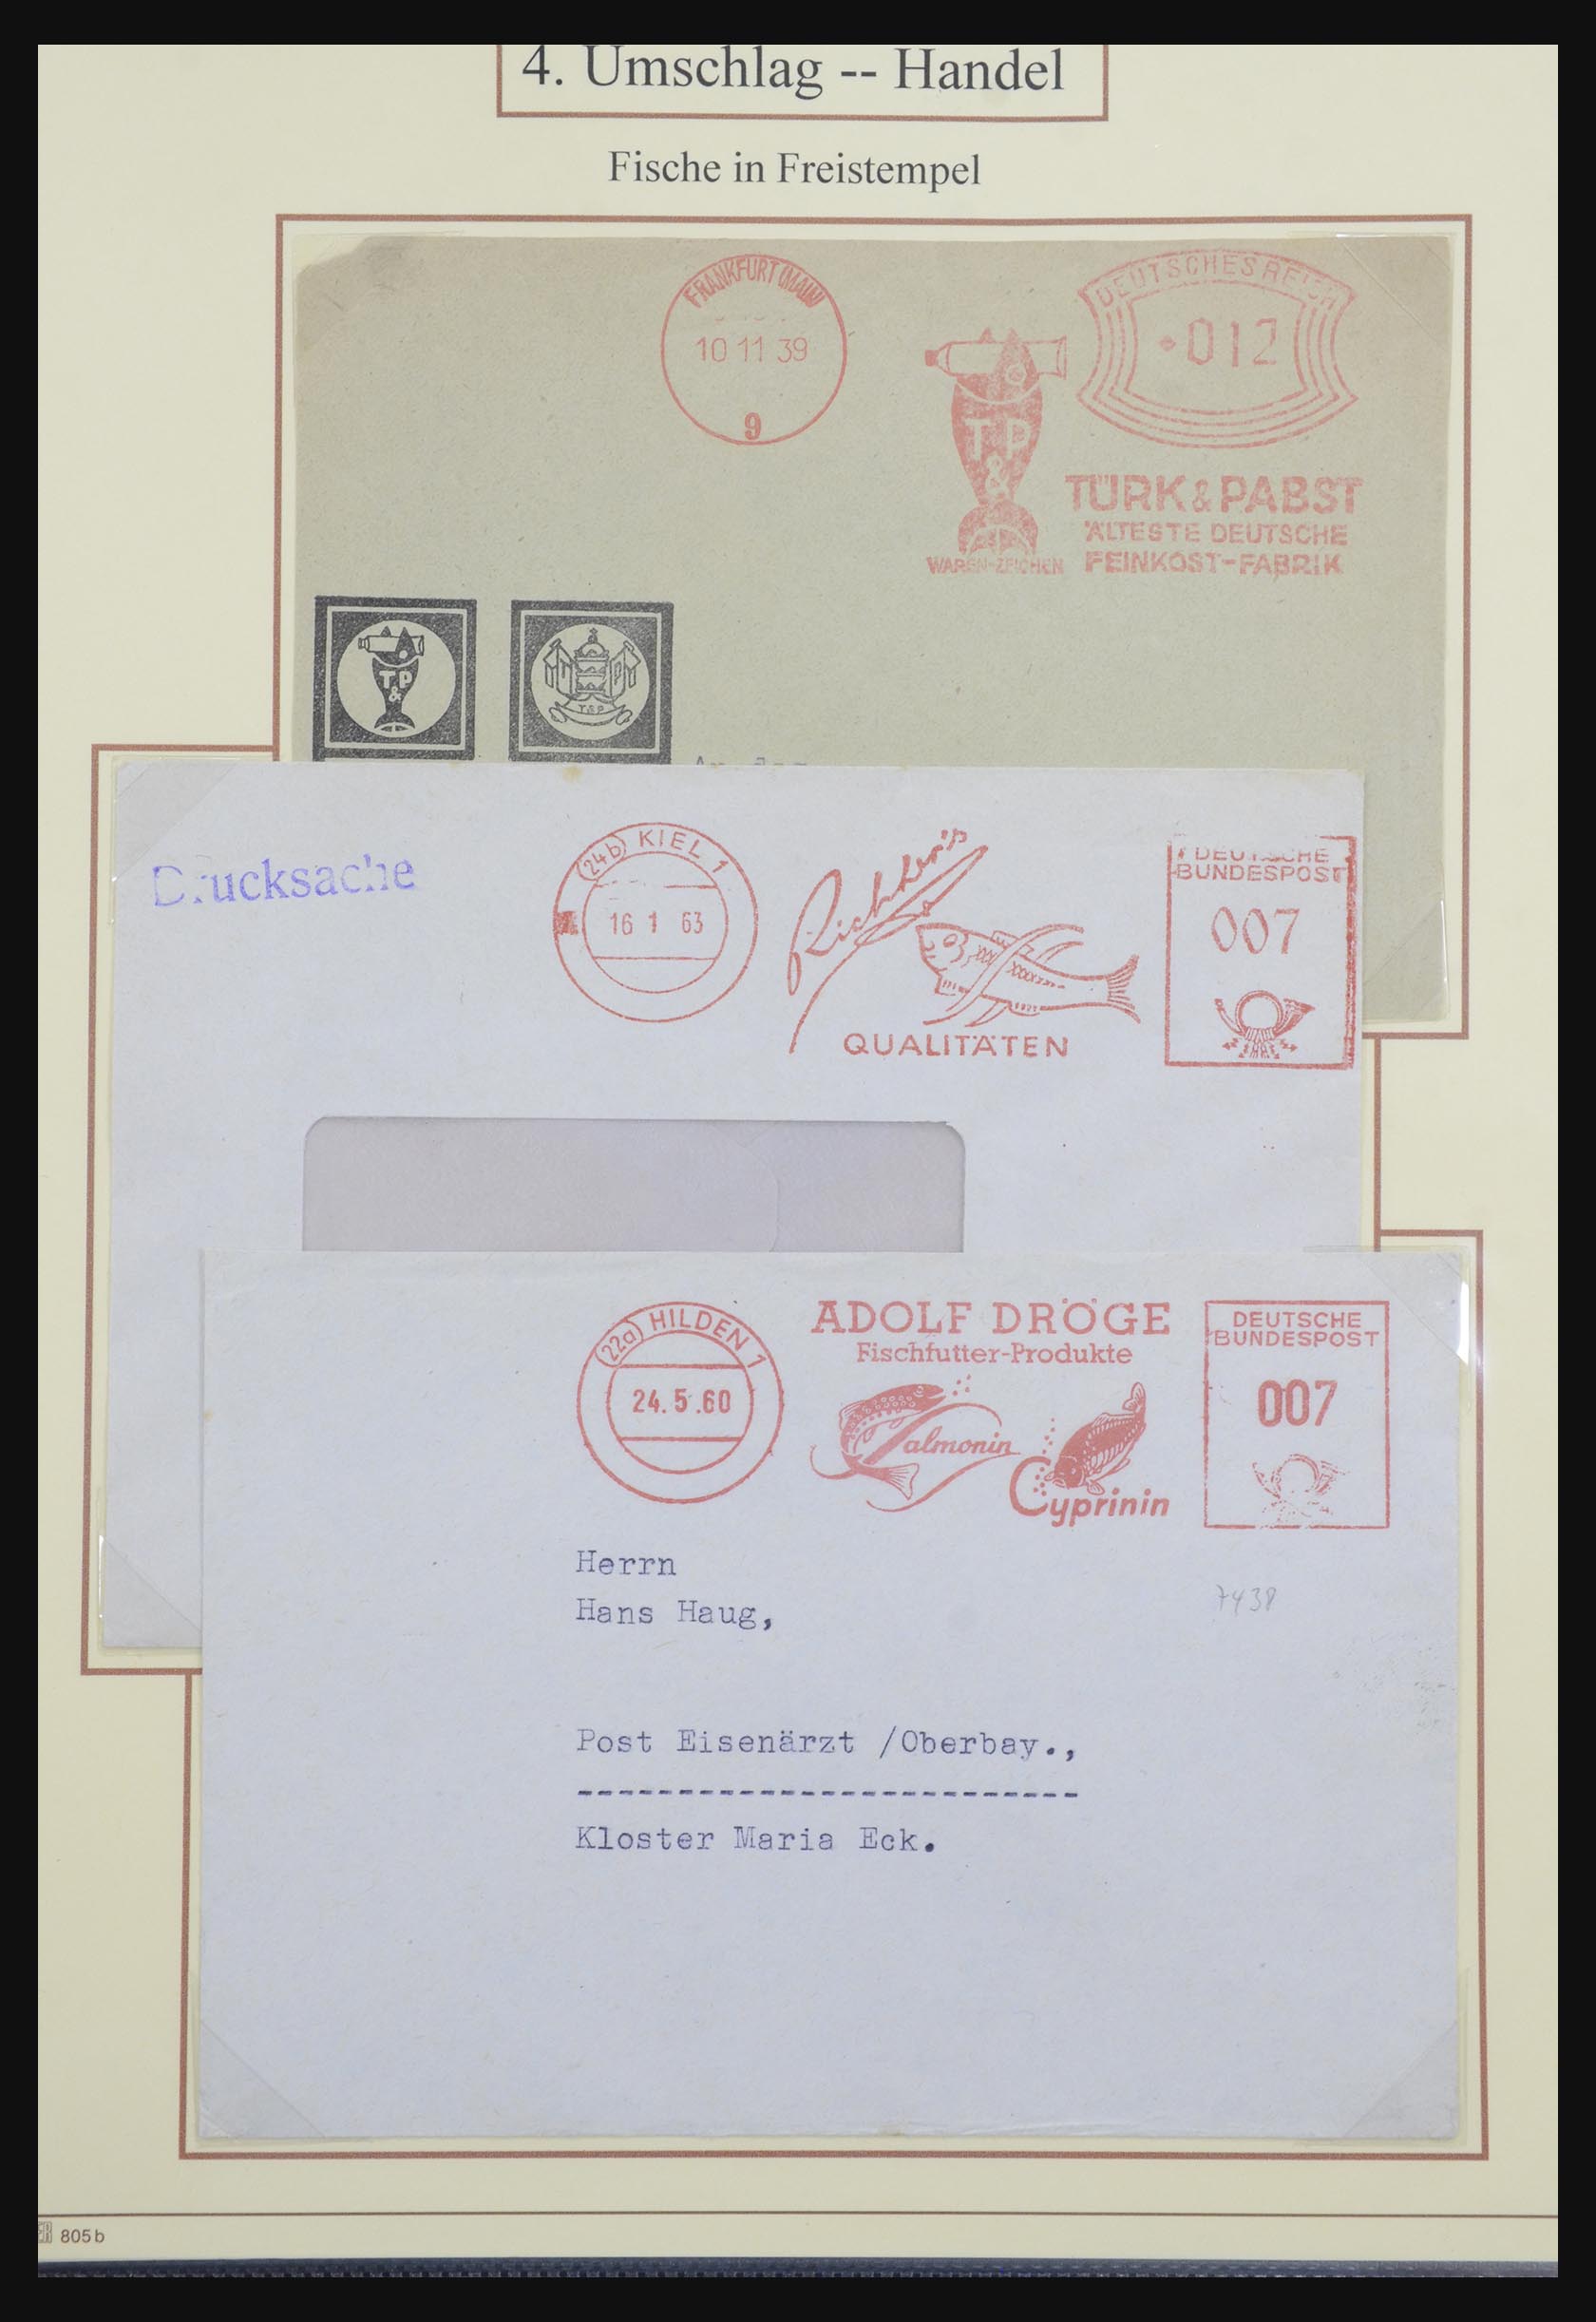 4. Umschlag -- Handel
Fische in Freistempel
FRANKFURT (MAIN)
10 11 39
9
DEUTSCHES REICH
012
T P
&
WAREN-ZEICHEN
TÜRK & PABST
ÄLTESTE DEUTSCHE
FEINKOST-FABRIK
T P
&
T&P
An das
Drucksache
(24b) KIEL 1
16 1 63
QUALITÄTEN
DEUTSCHE
BUNDESPOST
007
(22a) HILDEN 1
24.5.60
ADOLF DRÖGE
Fischfutter-Produkte
Salmonin
Cyprinin
DEUTSCHE
BUNDESPOST
007
Herrn
Hans Haug,
7438
Post Eisenärzt /Oberbay.,
--------------------------
Kloster Maria Eck.
805 b